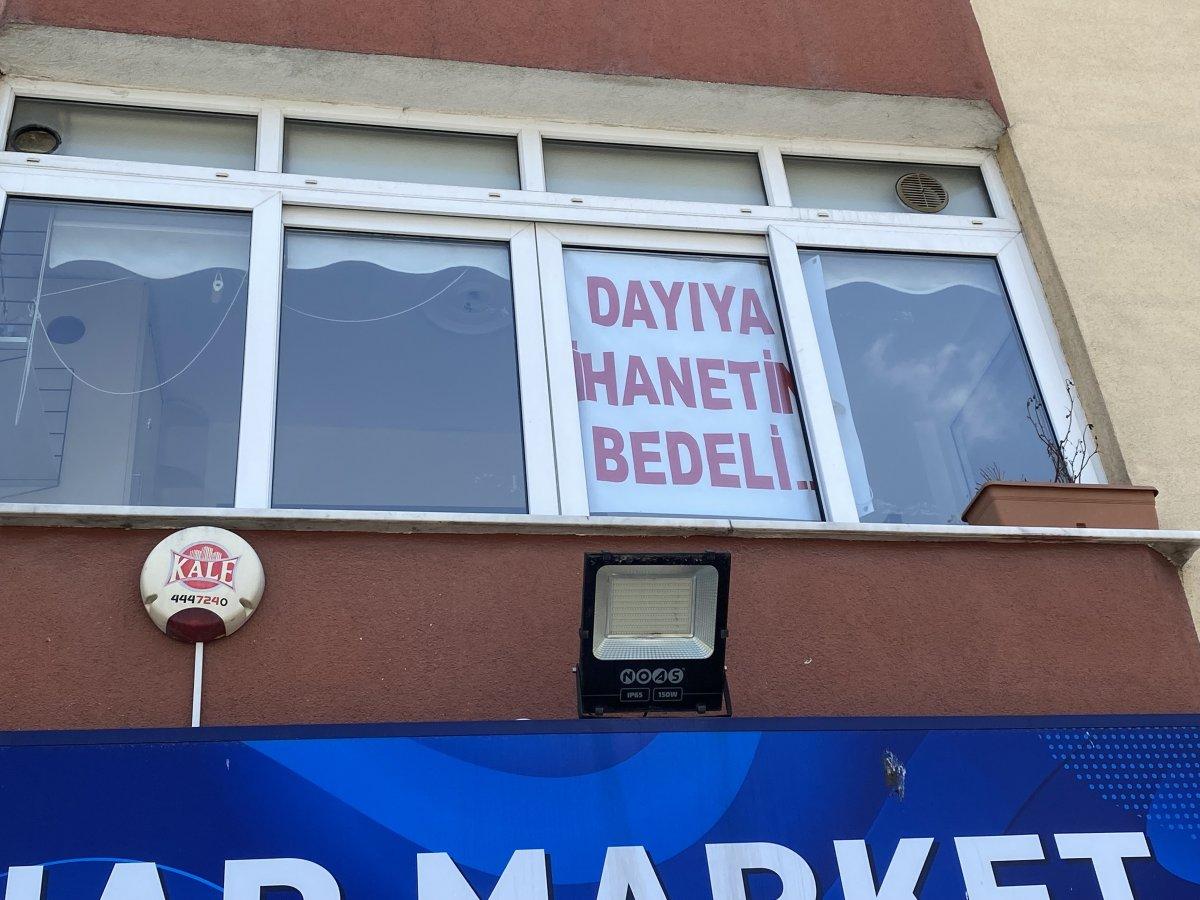 DAYIYA
İHANETİN
BEDELİ..
KALE
4447240
NOAS
IP65 150W
MARKET